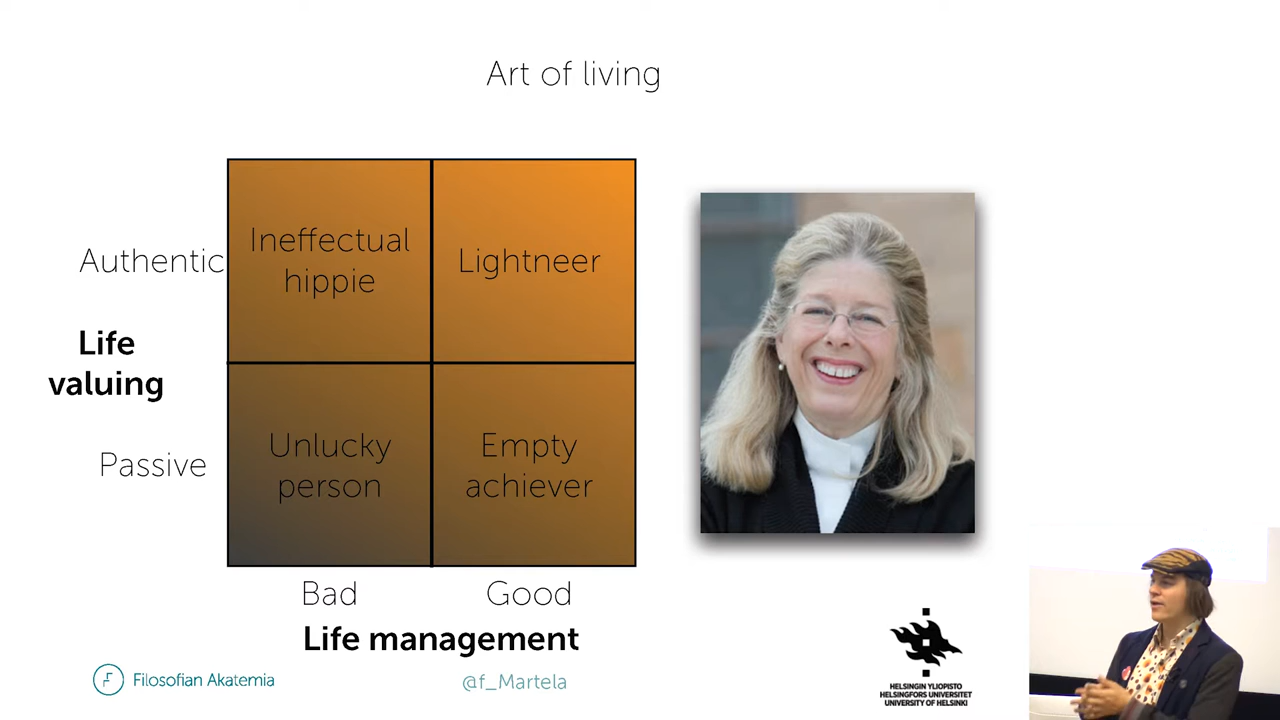 Art of living
Authentic
Ineffectual
hippie
Lightneer
Life
valuing
Passive
Unlucky
person
Empty
achiever
Bad
Good
Life management
Filosofian Akatemia
@f_Martela
HELSINGIN YLIOPISTO
HELSINGFORS UNIVERSITET
UNIVERSITY OF HELSINKI